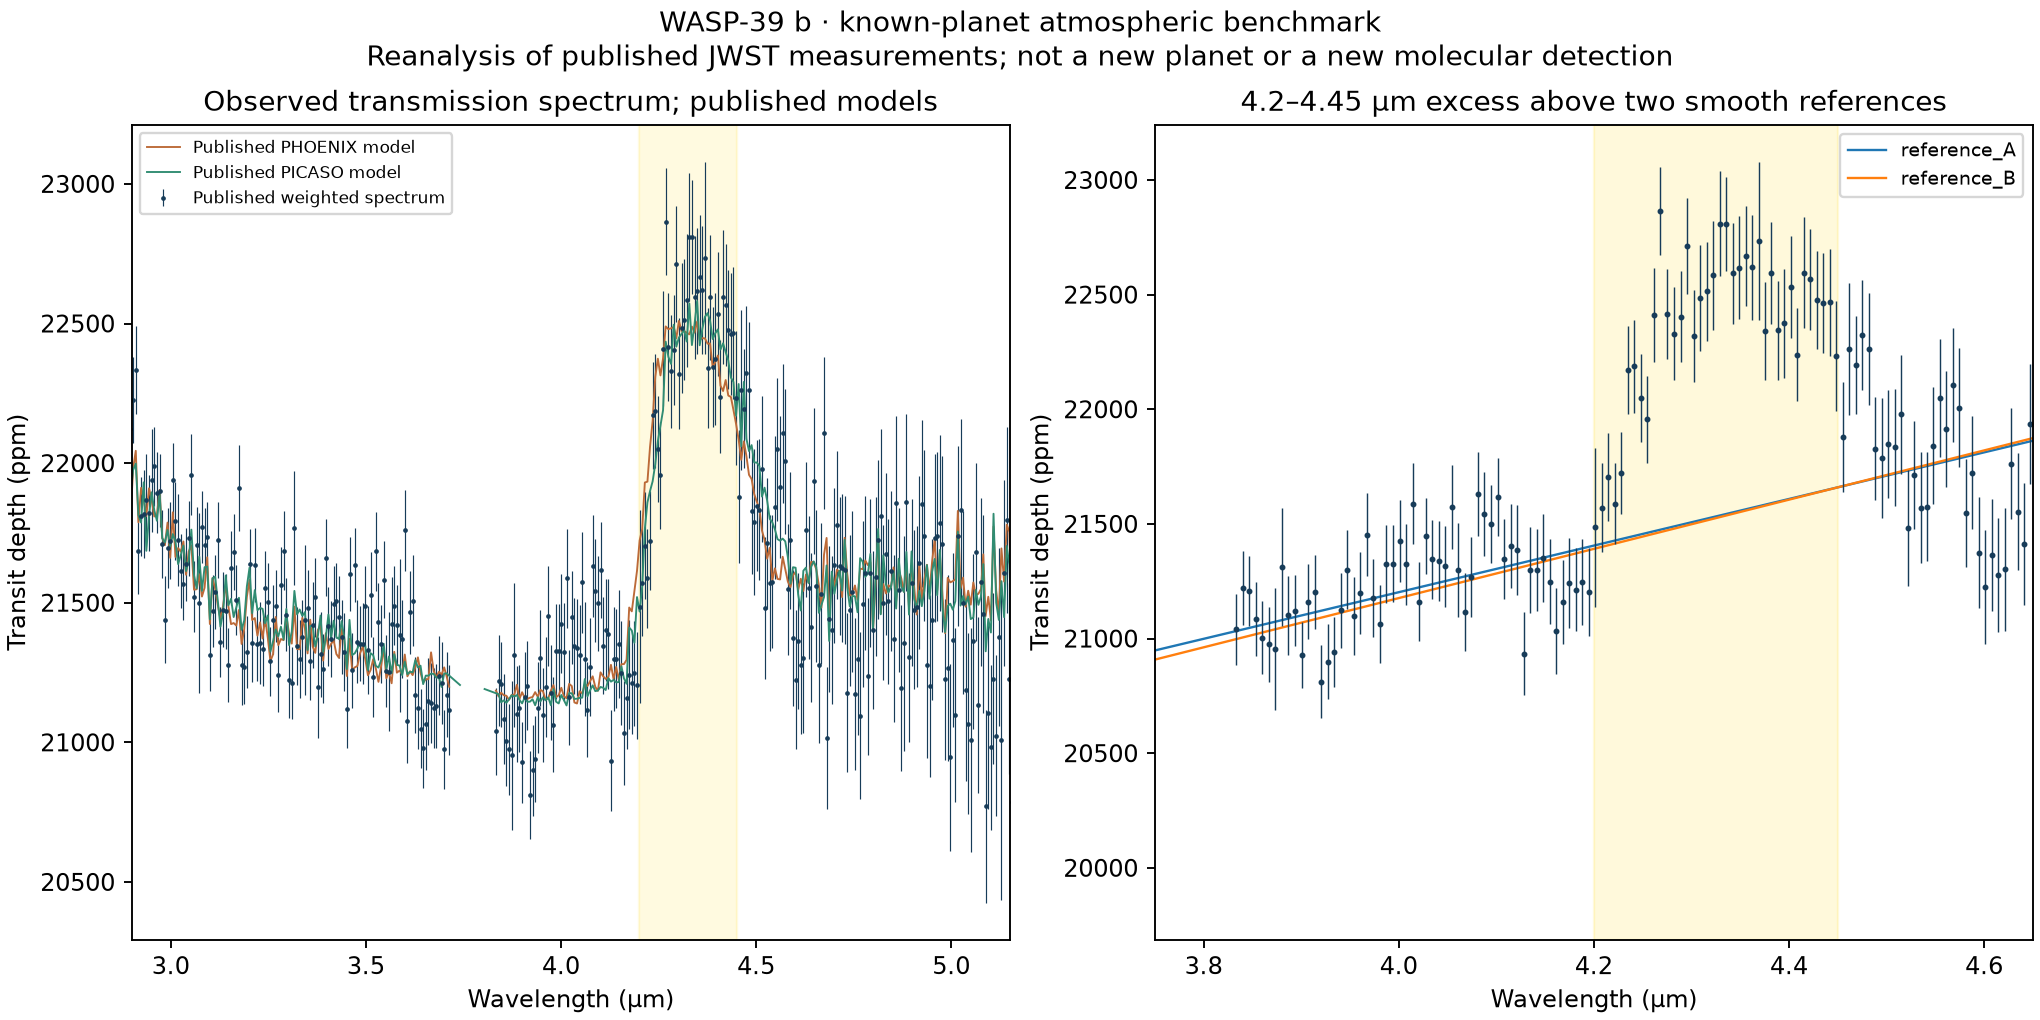 WASP-39 b · known-planet atmospheric benchmark
Reanalysis of published JWST measurements; not a new planet or a new molecular detection
Observed transmission spectrum; published models
Published PHOENIX model
Published PICASO model
Published weighted spectrum
Transit depth (ppm)
23000
22500
22000
21500
21000
20500
3.0
3.5
4.0
4.5
5.0
Wavelength (µm)
4.2–4.45 µm excess above two smooth references
reference_A
reference_B
Transit depth (ppm)
23000
22500
22000
21500
21000
20500
20000
3.8
4.0
4.2
4.4
4.6
Wavelength (µm)